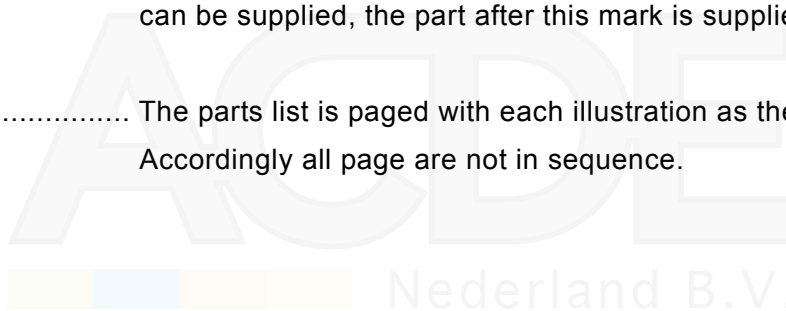 can be supplied, the part after this mark is supplie
............... The parts list is paged with each illustration as the
Accordingly all page are not in sequence.
ACDE
Nederland B.V.